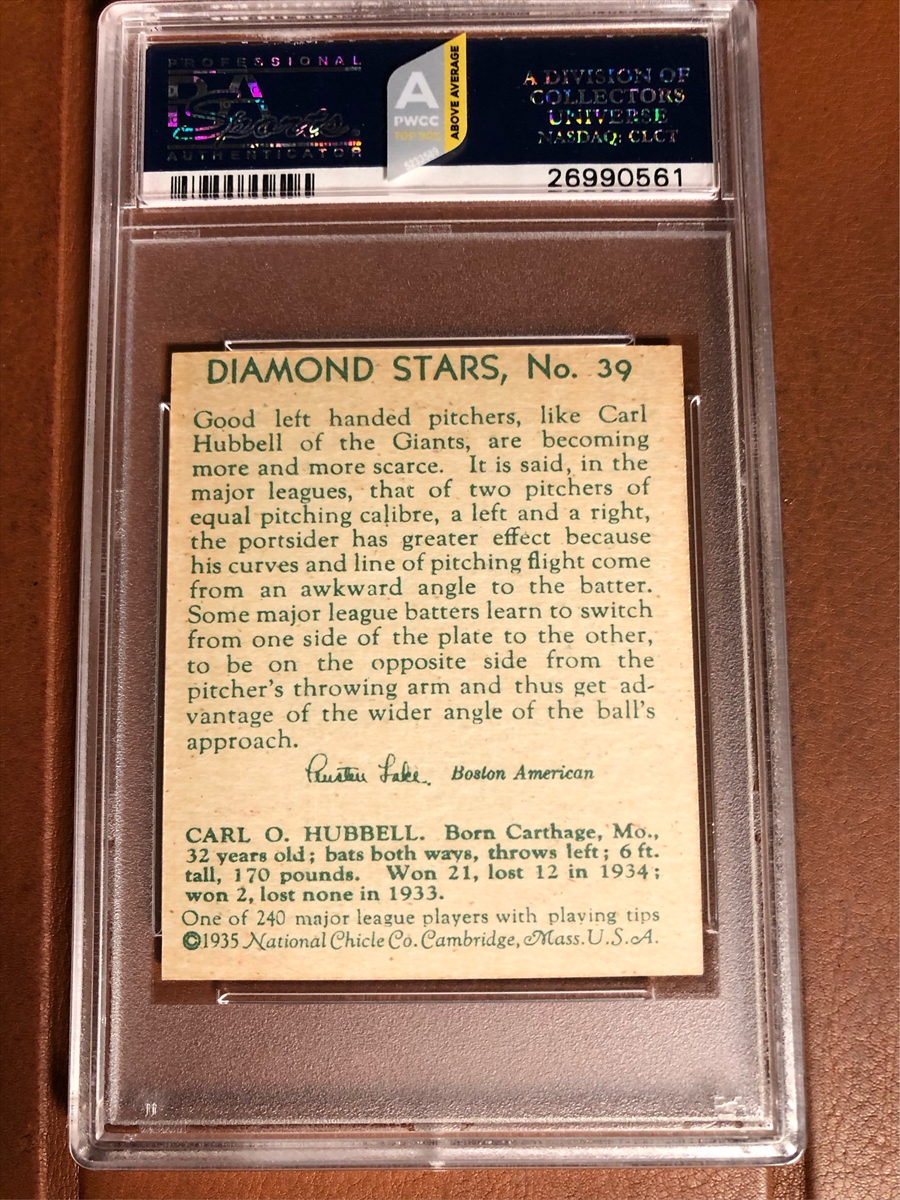 PROFESSIONAL
PSA
Sports
AUTHENTICATOR
A
PWCC
TOP 30%
ABOVE AVERAGE
A DIVISION OF
COLLECTORS
UNIVERSE
NASDAQ: CLCT
26990561
DIAMOND STARS, No. 39
Good left handed pitchers, like Carl
Hubbell of the Giants, are becoming
more and more scarce. It is said, in the
major leagues, that of two pitchers of
equal pitching calibre, a left and a right,
the portsider has greater effect because
his curves and line of pitching flight come
from an awkward angle to the batter.
Some major league batters learn to switch
from one side of the plate to the other,
to be on the opposite side from the
pitcher's throwing arm and thus get ad-
vantage of the wider angle of the ball's
approach.
Austen Lake. Boston American
CARL O. HUBBELL. Born Carthage, Mo.,
32 years old; bats both ways, throws left; 6 ft.
tall, 170 pounds. Won 21, lost 12 in 1934;
won 2, lost none in 1933.
One of 240 major league players with playing tips
©1935 National Chicle Co. Cambridge, Mass. U.S.A.